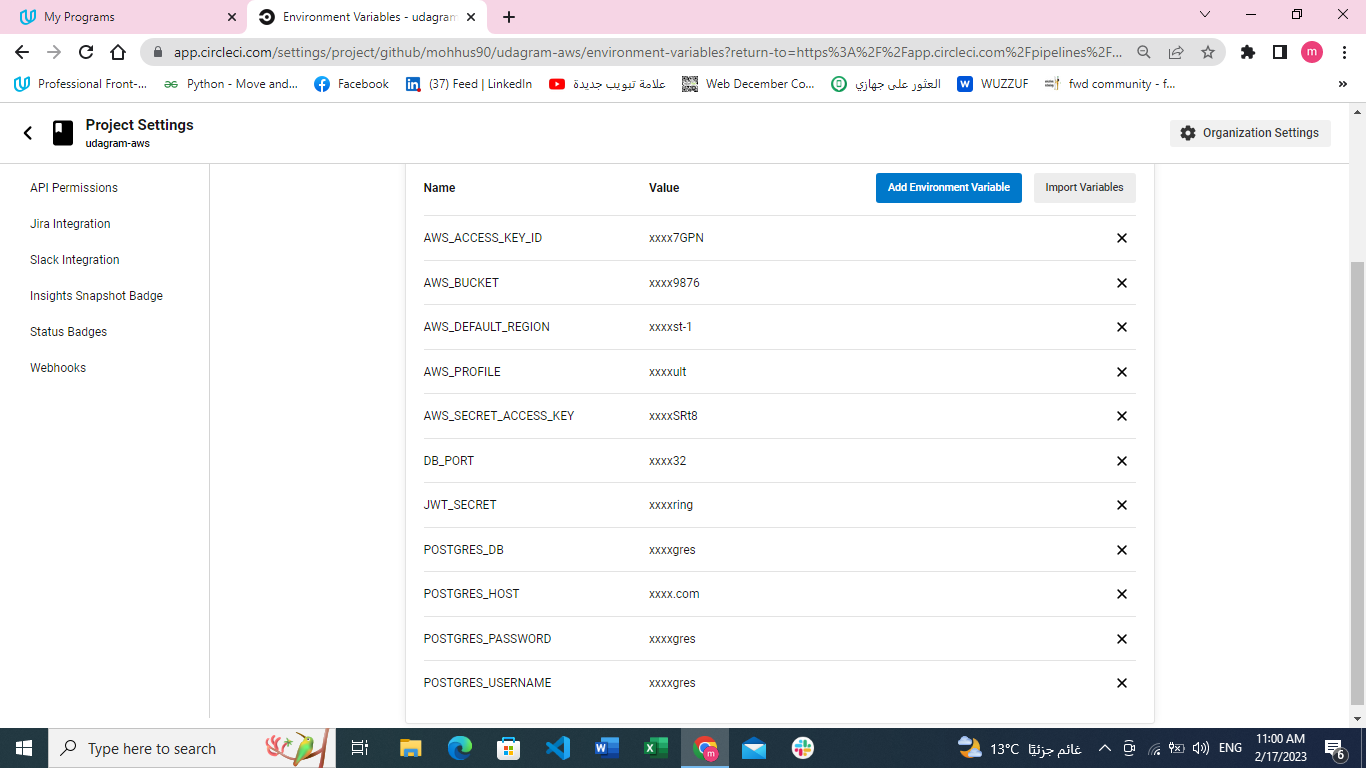 My Programs
Environment Variables - udagram
app.circleci.com/settings/project/github/mohhus90/udagram-aws/environment-variables?return-to=https%3A%2F%2Fapp.circleci.com%2Fpipelines%2F...
m
Professional Front-...
Python - Move and...
Facebook
(37) Feed | LinkedIn
علامة تبويب جديدة
Web December Co...
العثور على جهازي
WUZZUF
fwd community - f...
»
Project Settings
udagram-aws
Organization Settings
API Permissions
Jira Integration
Slack Integration
Insights Snapshot Badge
Status Badges
Webhooks
Name Value Add Environment Variable Import Variables
AWS_ACCESS_KEY_ID xxxx7GPN
AWS_BUCKET xxxx9876
AWS_DEFAULT_REGION xxxxst-1
AWS_PROFILE xxxxult
AWS_SECRET_ACCESS_KEY xxxxSRt8
DB_PORT xxxx32
JWT_SECRET xxxxring
POSTGRES_DB xxxxgres
POSTGRES_HOST xxxx.com
POSTGRES_PASSWORD xxxxgres
POSTGRES_USERNAME xxxxgres
Type here to search
13°C غائم جزئيًا
ENG
11:00 AM
2/17/2023
6